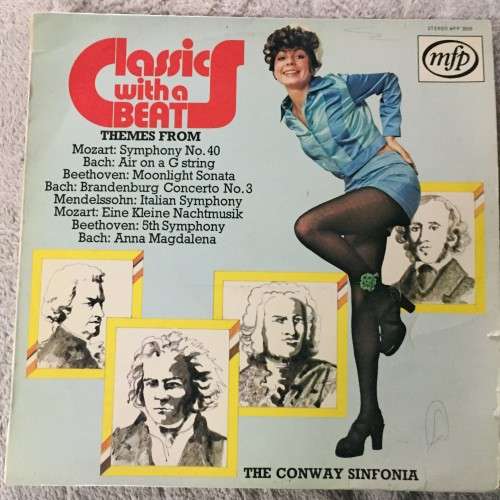 Classics
with a
BEAT
STEREO MFP
mfp
THEMES FROM
Mozart: Symphony No. 40
Bach: Air on a G string
Beethoven: Moonlight Sonata
Bach: Brandenburg Concerto No. 3
Mendelssohn: Italian Symphony
Mozart: Eine Kleine Nachtmusik
Beethoven: 5th Symphony
Bach: Anna Magdalena
THE CONWAY SINFONIA